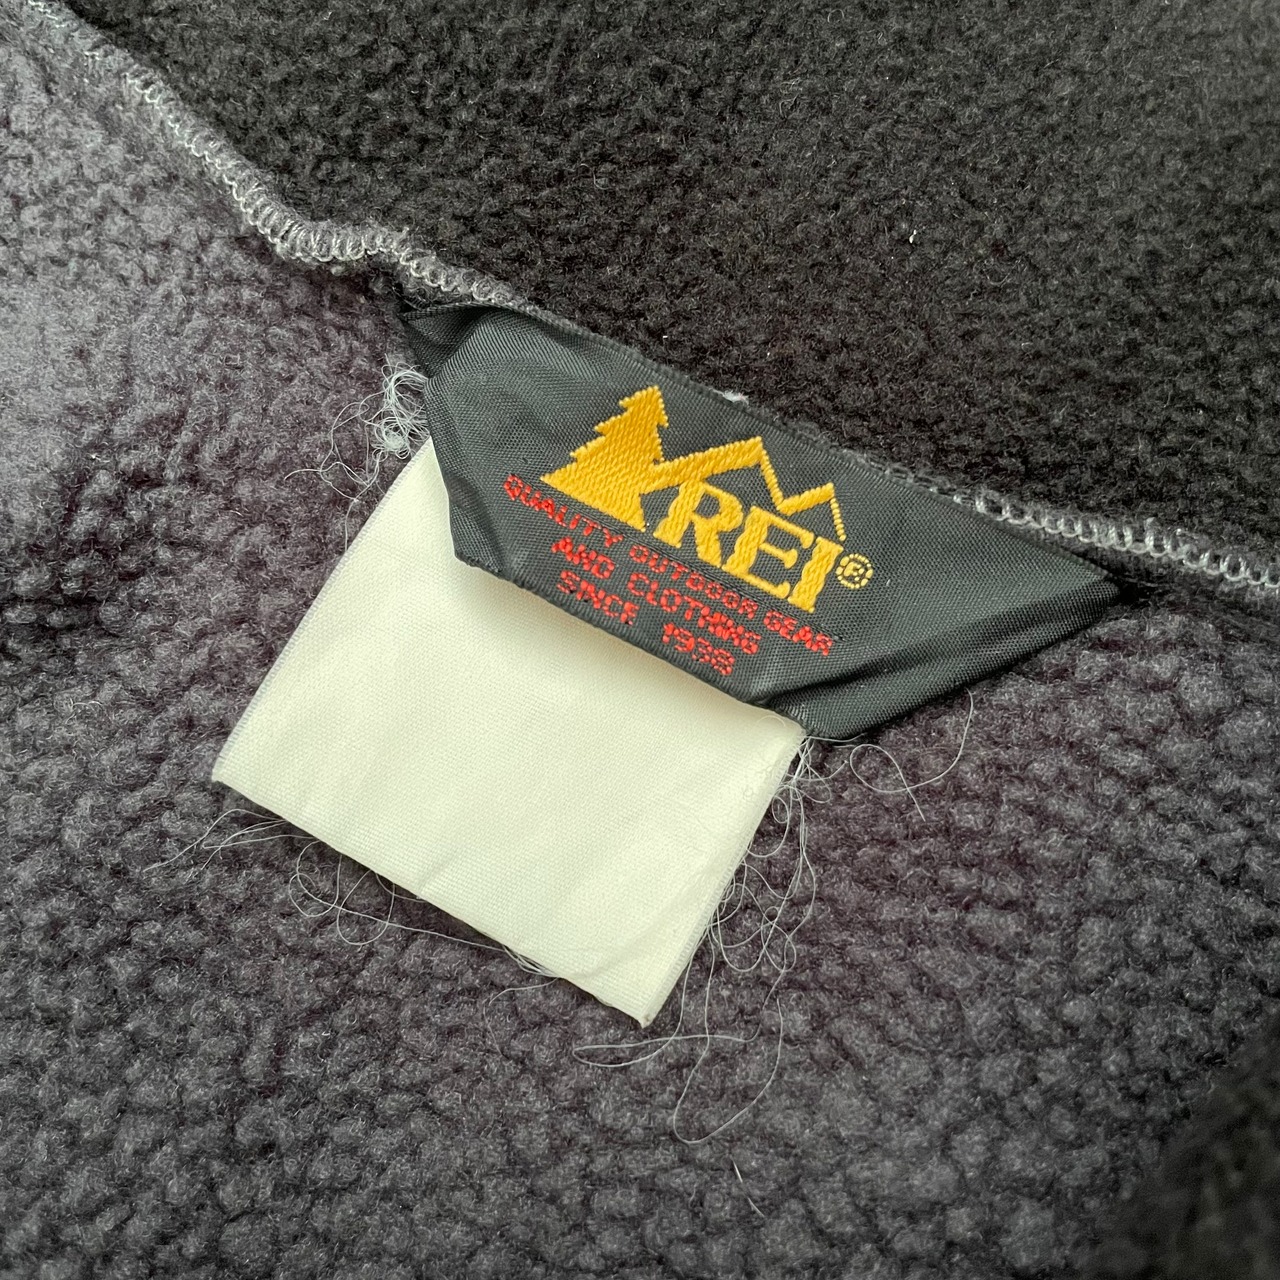 REI®
QUALITY OUTDOOR GEAR
AND CLOTHING
SINCE 1938